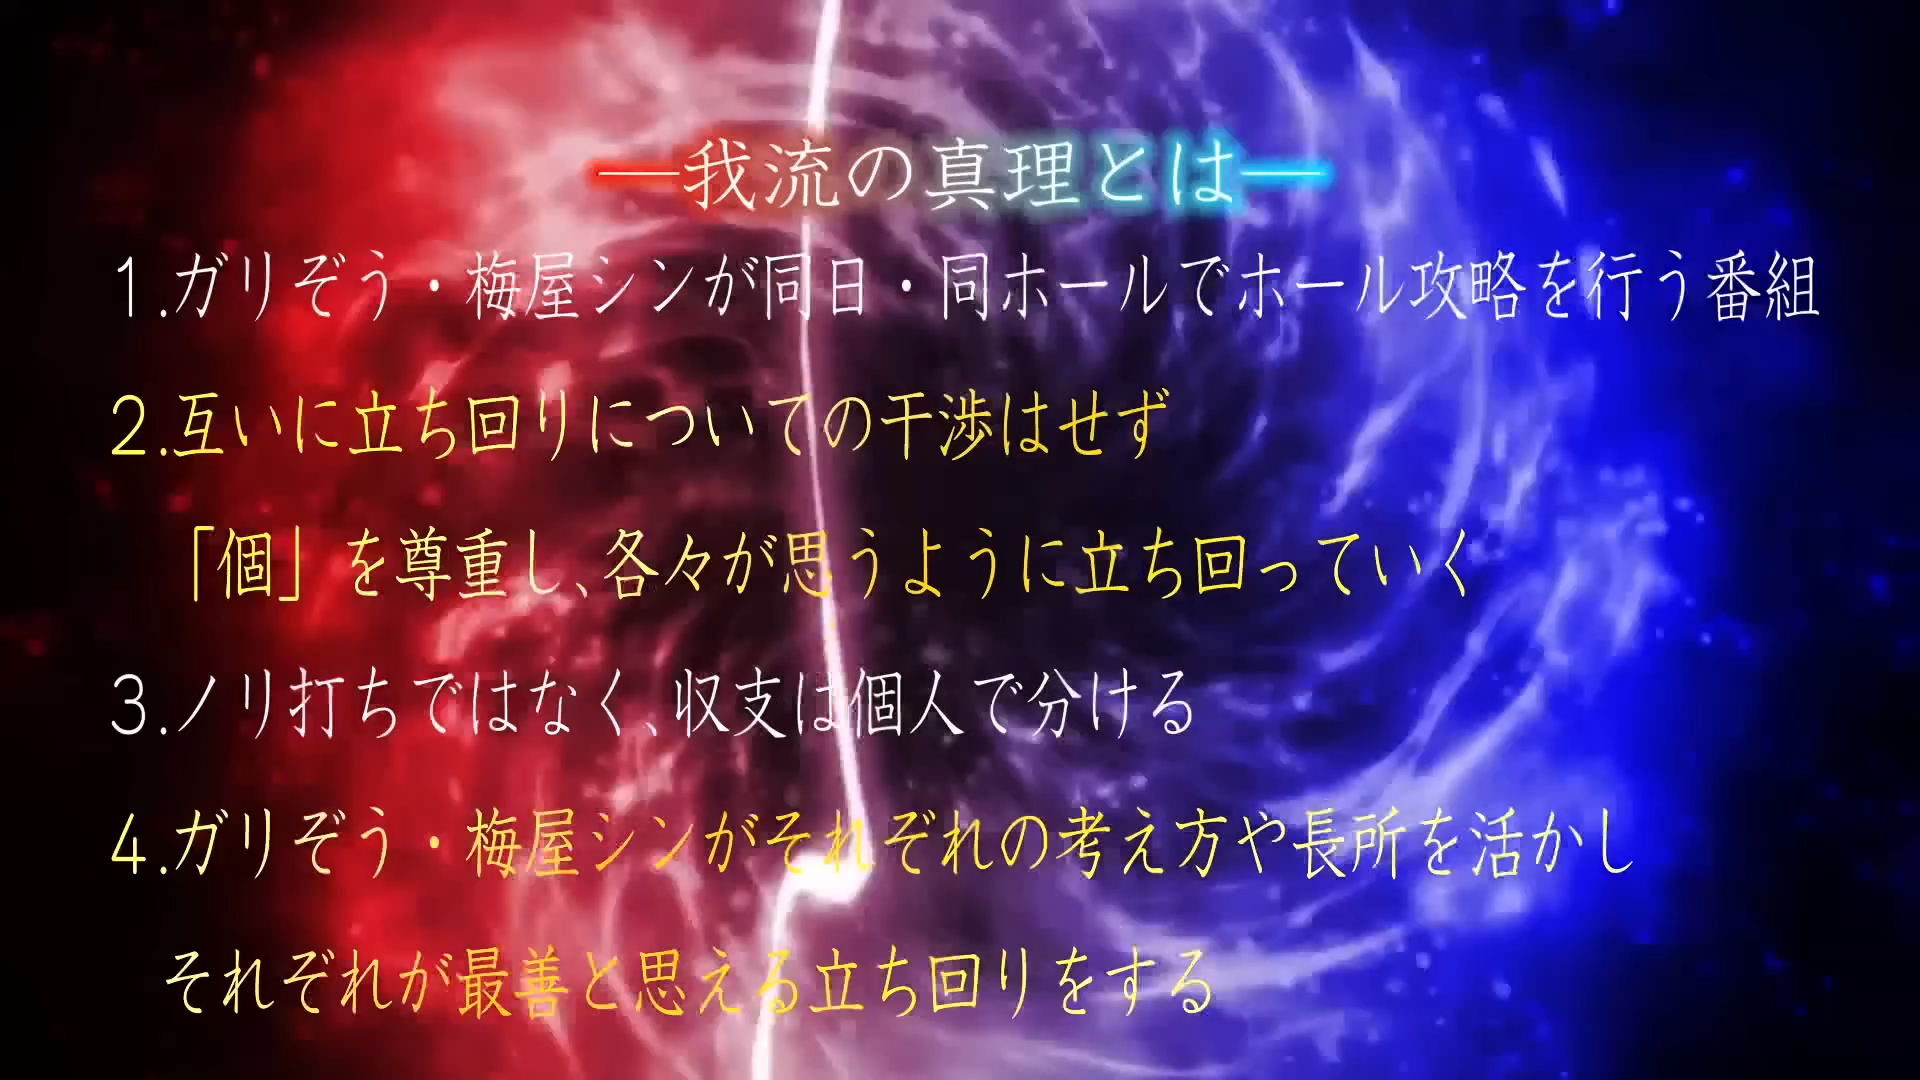 ―我流の真理とは―
1.ガリぞう・梅屋シンが同日・同ホールでホール攻略を行う番組
2.互いに立ち回りについての干渉はせず
「個」を尊重し、各々が思うように立ち回っていく
3.ノリ打ちではなく、収支は個人で分ける
4.ガリぞう・梅屋シンがそれぞれの考え方や長所を活かし
それぞれが最善と思える立ち回りをする